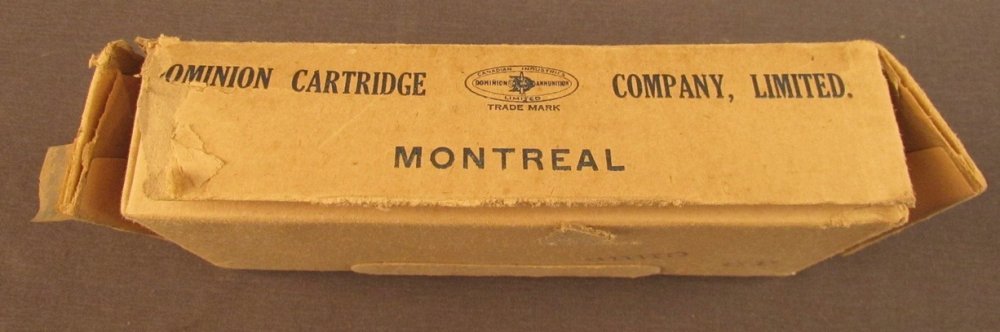 OMINION CARTRIDGE COMPANY, LIMITED.
CANADIAN INDUSTRIES
DOMINION AMMUNITION
LIMITED
TRADE MARK
MONTREAL